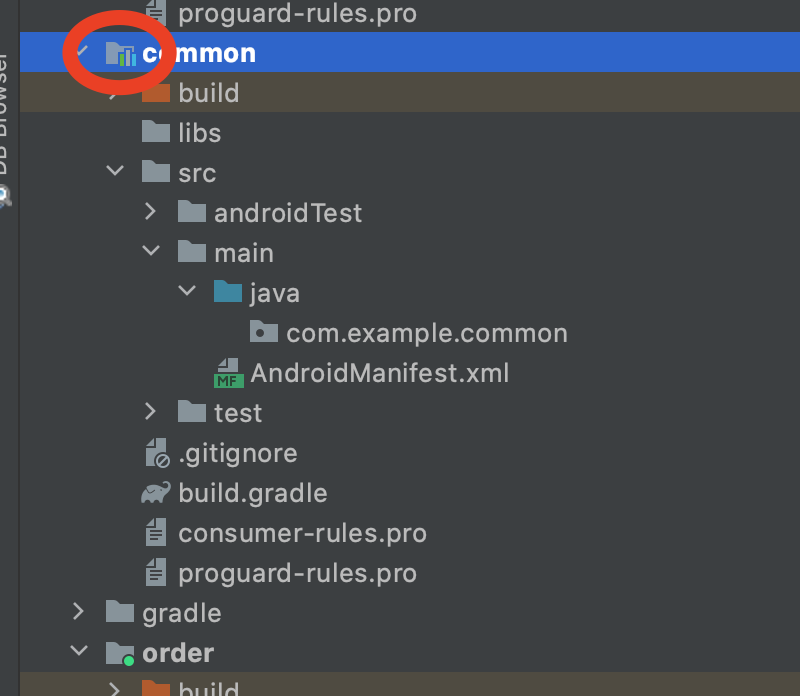 proguard-rules.pro
common
build
libs
src
androidTest
main
java
com.example.common
AndroidManifest.xml
MF
test
.gitignore
build.gradle
consumer-rules.pro
proguard-rules.pro
gradle
order
build
DB Browser